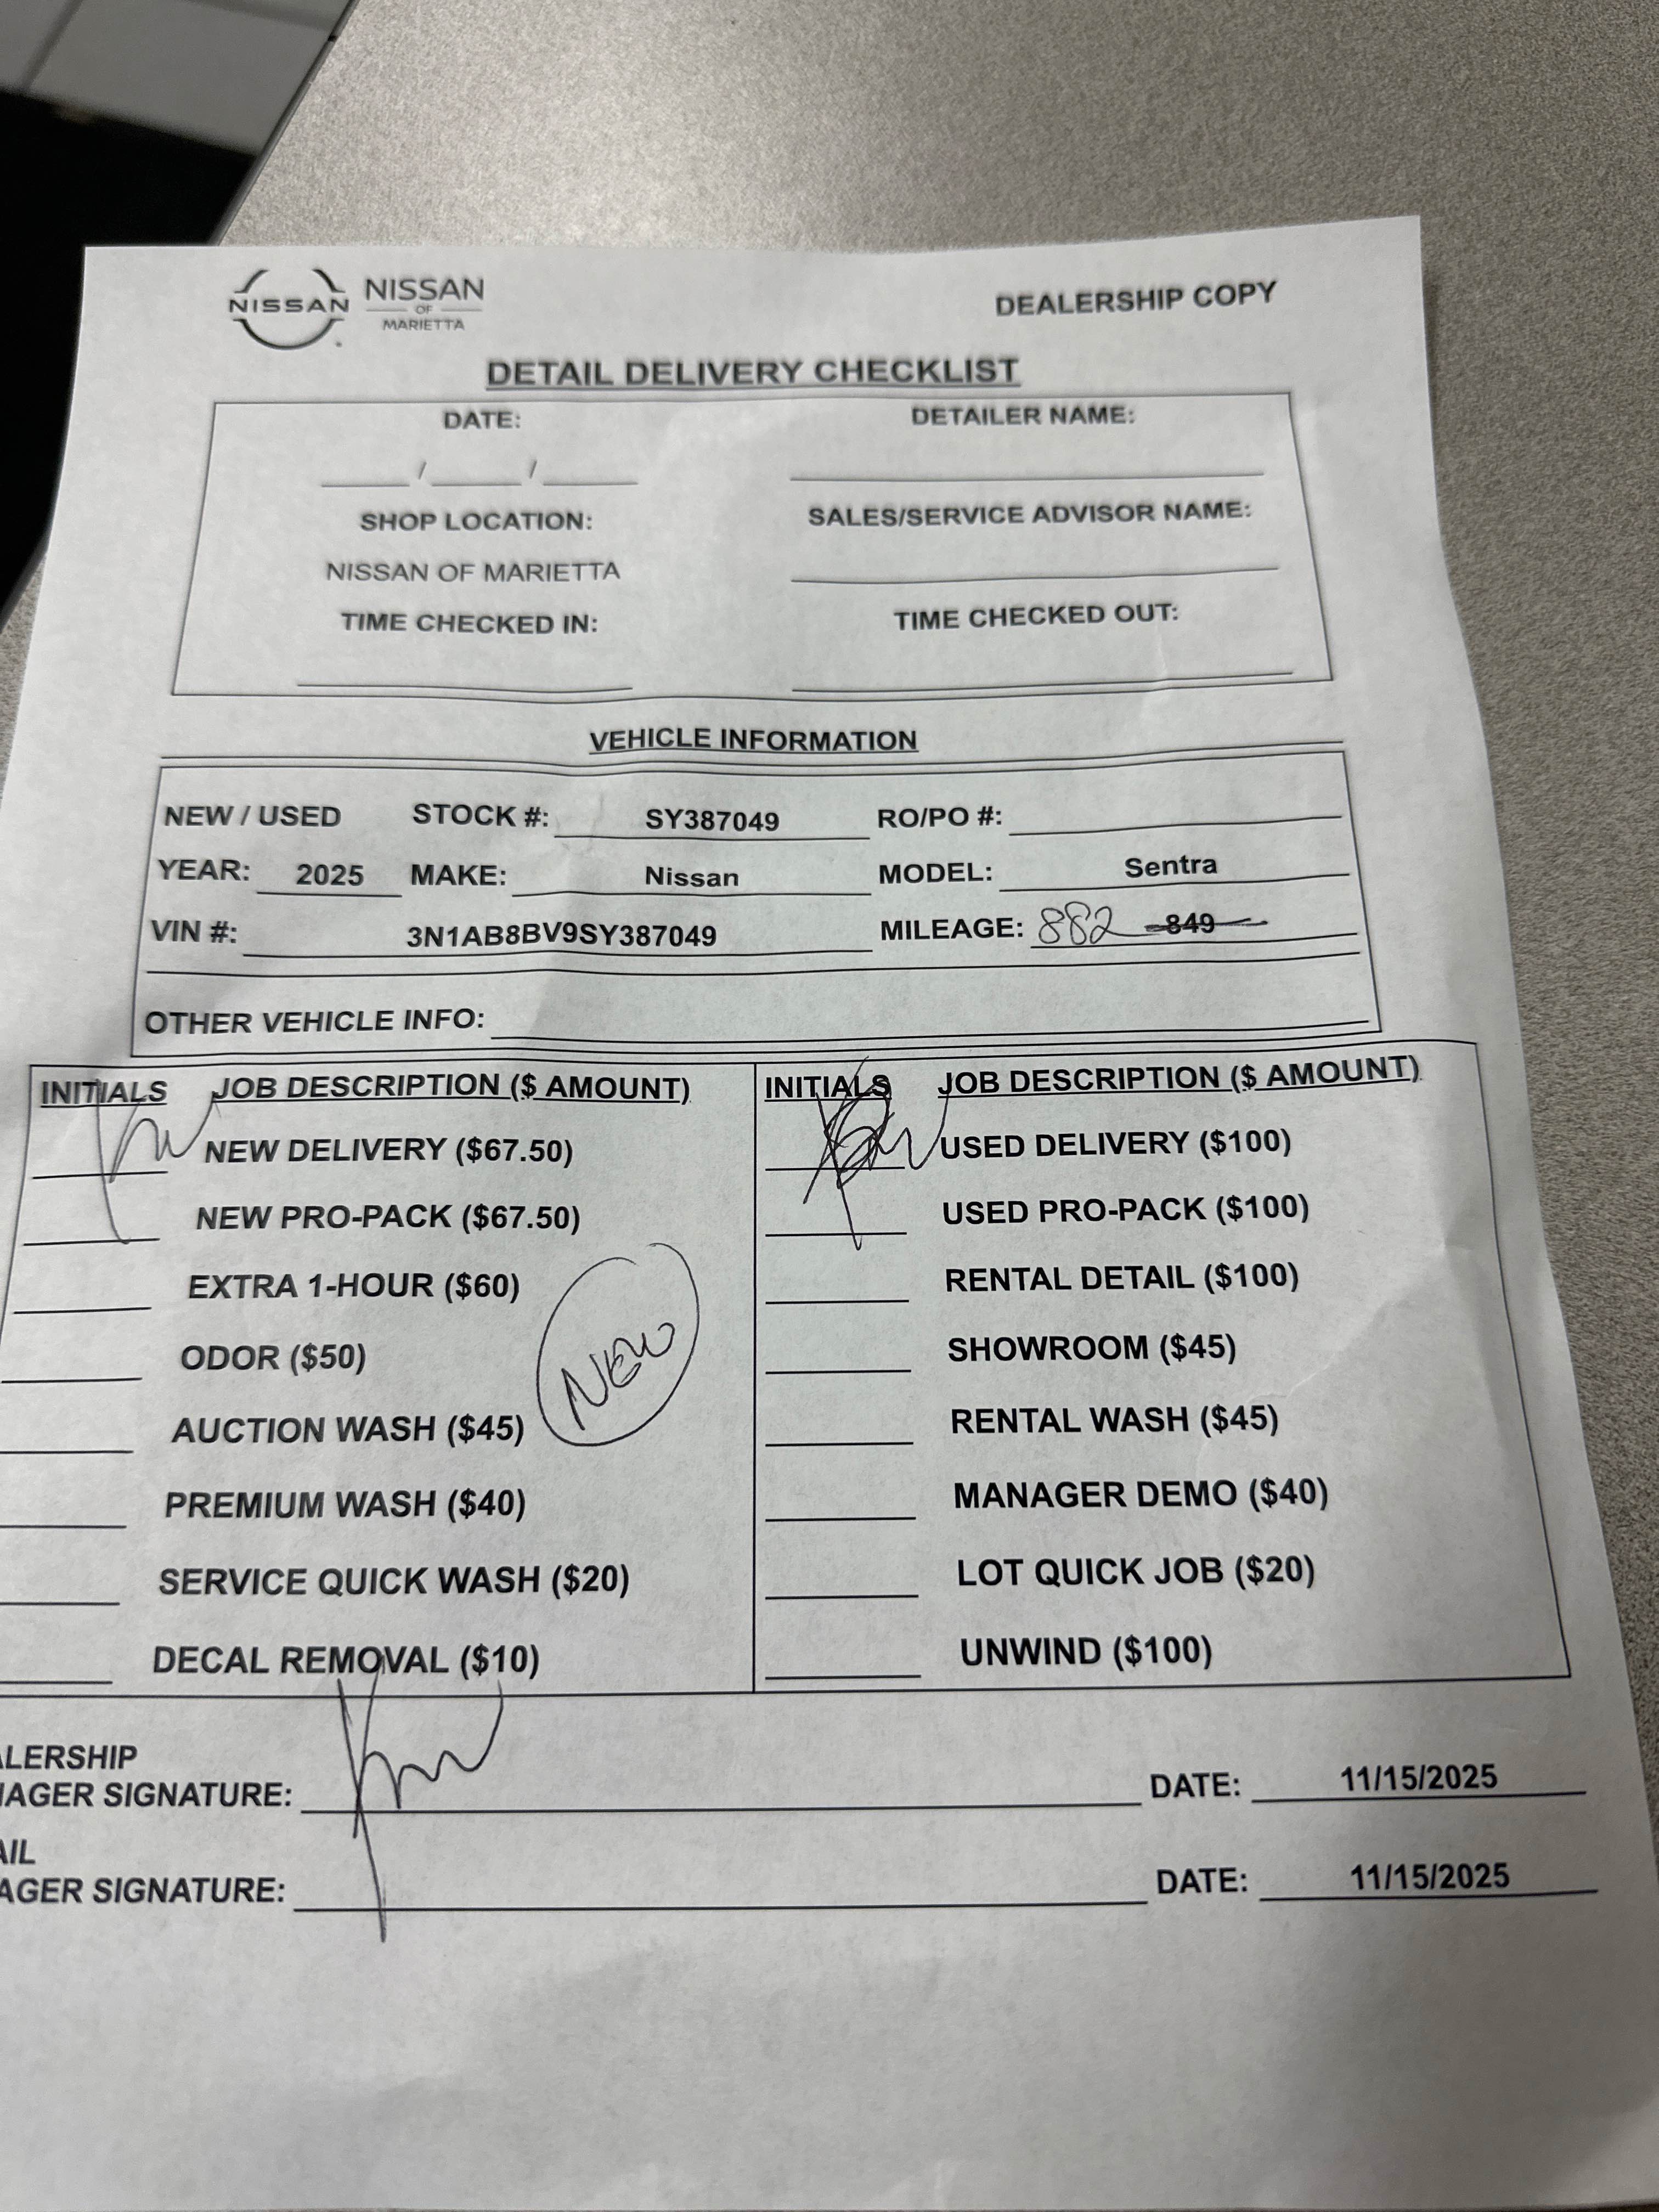 NISSAN NISSAN
OF
MARIETTA
DEALERSHIP COPY
DETAIL DELIVERY CHECKLIST
DATE: DETAILER NAME:
/ /
SHOP LOCATION: SALES/SERVICE ADVISOR NAME:
NISSAN OF MARIETTA
TIME CHECKED IN: TIME CHECKED OUT:
VEHICLE INFORMATION
NEW / USED STOCK #: SY387049 RO/PO #:
YEAR: 2025 MAKE: Nissan MODEL: Sentra
VIN #: 3N1AB8BV9SY387049 MILEAGE: 882 849
OTHER VEHICLE INFO:
INITIALS JOB DESCRIPTION ($ AMOUNT) INITIALS JOB DESCRIPTION ($ AMOUNT)
NEW DELIVERY ($67.50) USED DELIVERY ($100)
NEW PRO-PACK ($67.50) USED PRO-PACK ($100)
EXTRA 1-HOUR ($60) RENTAL DETAIL ($100)
ODOR ($50) NEW SHOWROOM ($45)
AUCTION WASH ($45) RENTAL WASH ($45)
PREMIUM WASH ($40) MANAGER DEMO ($40)
SERVICE QUICK WASH ($20) LOT QUICK JOB ($20)
DECAL REMOVAL ($10) UNWIND ($100)
ALERSHIP
NAGER SIGNATURE: DATE: 11/15/2025
AIL
AGER SIGNATURE: DATE: 11/15/2025